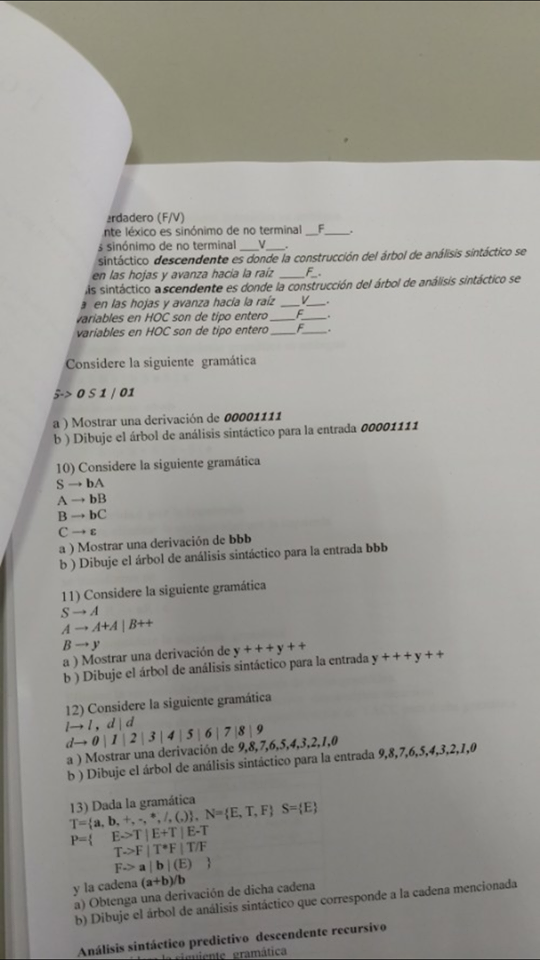 erdadero (F/V)
nte léxico es sinónimo de no terminal __F____.
s sinónimo de no terminal ___V___.
sintáctico descendente es donde la construcción del árbol de análisis sintáctico se
en las hojas y avanza hacia la raíz ____F_.
is sintáctico ascendente es donde la construcción del árbol de análisis sintáctico se
a en las hojas y avanza hacia la raíz ___V___.
variables en HOC son de tipo entero ____F____.
variables en HOC son de tipo entero ____F____.
Considere la siguiente gramática
S-> 0 S 1 / 01
a ) Mostrar una derivación de 00001111
b ) Dibuje el árbol de análisis sintáctico para la entrada 00001111
10) Considere la siguiente gramática
S → bA
A → bB
B → bC
C → ε
a ) Mostrar una derivación de bbb
b ) Dibuje el árbol de análisis sintáctico para la entrada bbb
11) Considere la siguiente gramática
S → A
A → A+A | B++
B → y
a ) Mostrar una derivación de y + + + y + +
b ) Dibuje el árbol de análisis sintáctico para la entrada y + + + y + +
12) Considere la siguiente gramática
l→ l , d | d
d→ 0 | 1 | 2 | 3 | 4 | 5 | 6 | 7 |8 | 9
a ) Mostrar una derivación de 9,8,7,6,5,4,3,2,1,0
b ) Dibuje el árbol de análisis sintáctico para la entrada 9,8,7,6,5,4,3,2,1,0
13) Dada la gramática
T={a, b, +, -, *, /, (,)}, N={E, T, F} S={E}
P={ E->T | E+T | E-T
T->F | T*F | T/F
F-> a | b | (E) }
y la cadena (a+b)/b
a) Obtenga una derivación de dicha cadena
b) Dibuje el árbol de análisis sintáctico que corresponde a la cadena mencionada
Análisis sintáctico predictivo descendente recursivo
la siguiente gramática